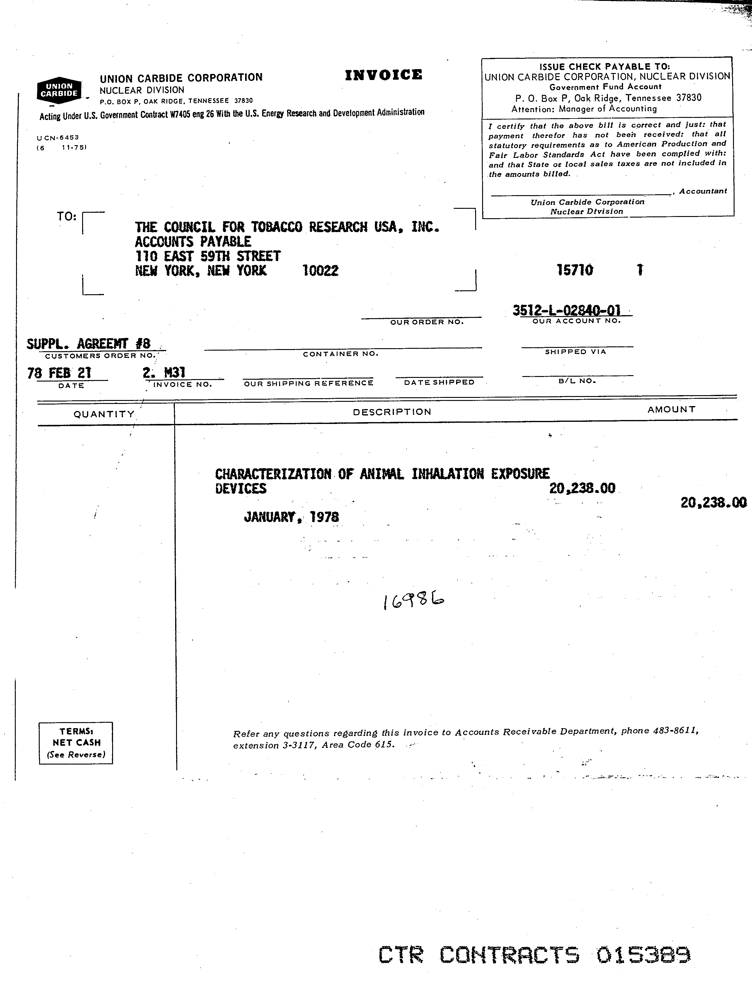 UNION
CARBIDE
UNION CARBIDE CORPORATION
NUCLEAR DIVISION
P.O. BOX P, OAK RIDGE, TENNESSEE 37830
INVOICE
Acting Under U.S. Government Contract W7405 eng 26 With the U.S. Energy Research and Development Administration
UCN-6453
(6 11-75)
ISSUE CHECK PAYABLE TO:
UNION CARBIDE CORPORATION, NUCLEAR DIVISION
Government Fund Account
P. O. Box P, Oak Ridge, Tennessee 37830
Attention: Manager of Accounting
I certify that the above bill is correct and just; that
payment therefor has not been received; that all
statutory requirements as to American Production and
Fair Labor Standards Act have been complied with;
and that State or local sales taxes are not included in
the amounts billed.
, Accountant
Union Carbide Corporation
Nuclear Division
TO:
THE COUNCIL FOR TOBACCO RESEARCH USA, INC.
ACCOUNTS PAYABLE
110 EAST 59TH STREET
NEW YORK, NEW YORK 10022
15710 1
3512-L-02840-01
OUR ORDER NO. OUR ACCOUNT NO.
SUPPL. AGREEMT #8
CUSTOMERS ORDER NO. CONTAINER NO. SHIPPED VIA
78 FEB 21 2. M31
DATE INVOICE NO. OUR SHIPPING REFERENCE DATE SHIPPED B/L NO.
QUANTITY DESCRIPTION AMOUNT
CHARACTERIZATION OF ANIMAL INHALATION EXPOSURE
DEVICES 20,238.00
20,238.00
JANUARY, 1978
16986
TERMS:
NET CASH
(See Reverse)
Refer any questions regarding this invoice to Accounts Receivable Department, phone 483-8611,
extension 3-3117, Area Code 615.
CTR CONTRACTS 015389